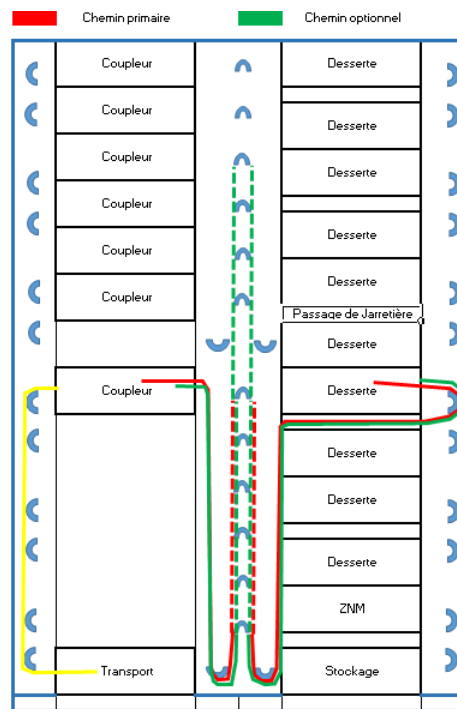 Chemin primaire
Chemin optionnel
Coupleur
Desserte
Coupleur
Desserte
Coupleur
Desserte
Coupleur
Desserte
Coupleur
Desserte
Coupleur
Passage de Jarretière
Desserte
Coupleur
Desserte
Desserte
Desserte
Desserte
ZNM
Transport
Stockage